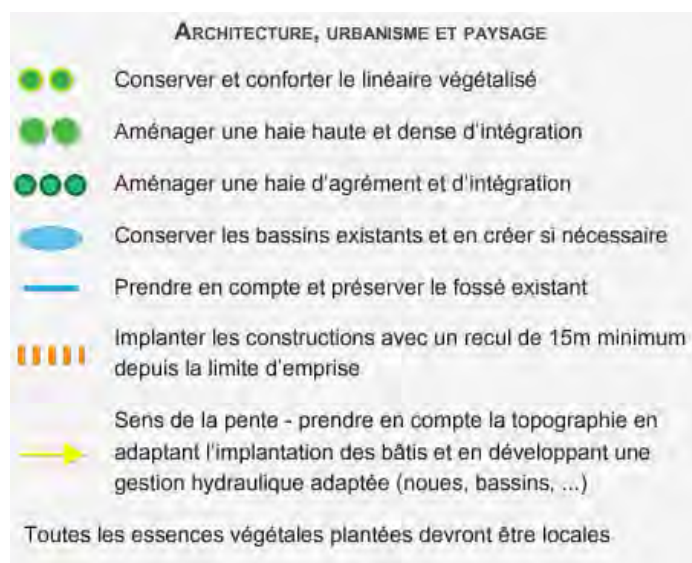 ARCHITECTURE, URBANISME ET PAYSAGE
Conserver et conforter le linéaire végétalisé
Aménager une haie haute et dense d'intégration
Aménager une haie d'agrément et d'intégration
Conserver les bassins existants et en créer si nécessaire
Prendre en compte et préserver le fossé existant
Implanter les constructions avec un recul de 15m minimum
depuis la limite d'emprise
Sens de la pente - prendre en compte la topographie en
adaptant l'implantation des bâtis et en développant une
gestion hydraulique adaptée (noues, bassins, ...)
Toutes les essences végétales plantées devront être locales